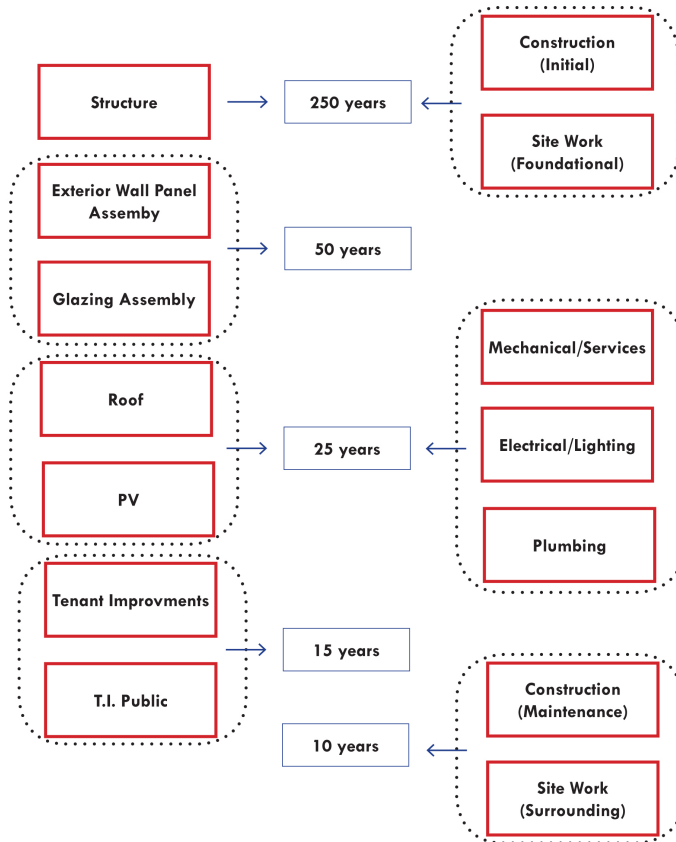 Construction
(Initial)
Structure
250 years
Site Work
(Foundational)
Exterior Wall Panel
Assemby
50 years
Glazing Assembly
Mechanical/Services
Roof
25 years
Electrical/Lighting
PV
Plumbing
Tenant Improvments
15 years
T.I. Public
Construction
(Maintenance)
10 years
Site Work
(Surrounding)